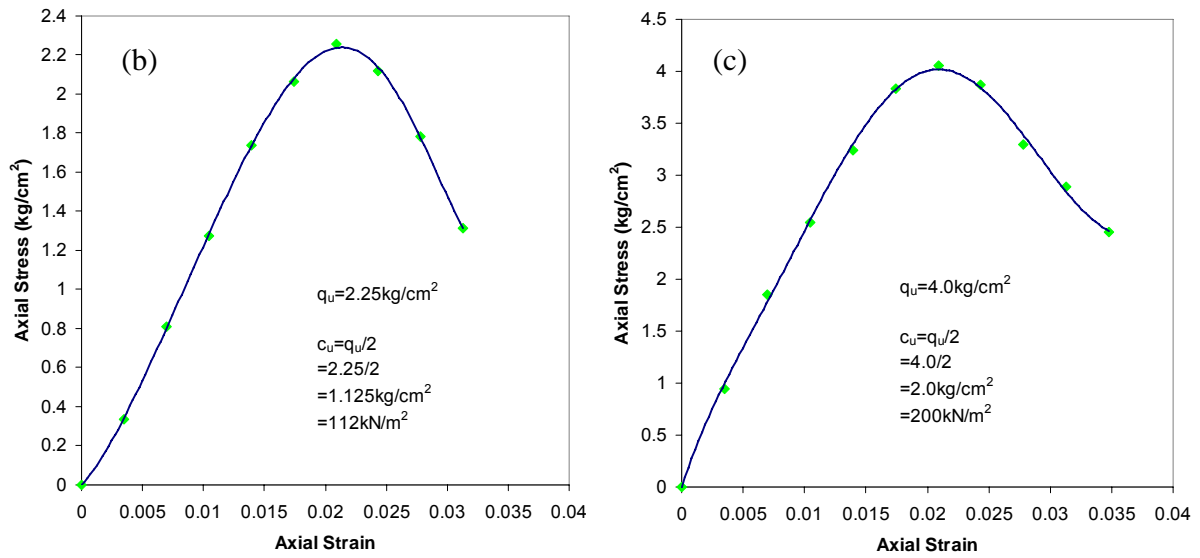 (b)
Axial Stress (kg/cm²)
2.4
2.2
2
1.8
1.6
1.4
1.2
1
0.8
0.6
0.4
0.2
0
qᵤ=2.25kg/cm²
cᵤ=qᵤ/2
=2.25/2
=1.125kg/cm²
=112kN/m²
0 0.005 0.01 0.015 0.02 0.025 0.03 0.035 0.04
Axial Strain
(c)
Axial Stress (kg/cm²)
4.5
4
3.5
3
2.5
2
1.5
1
0.5
0
qᵤ=4.0kg/cm²
cᵤ=qᵤ/2
=4.0/2
=2.0kg/cm²
=200kN/m²
0 0.005 0.01 0.015 0.02 0.025 0.03 0.035 0.04
Axial Strain